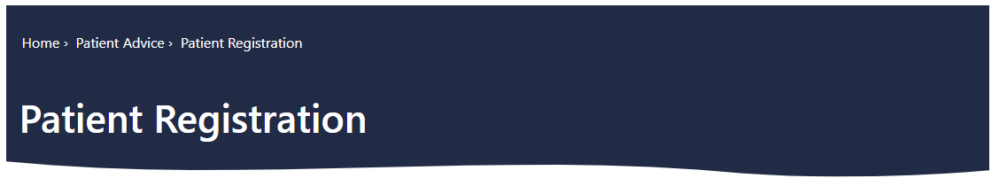 Home › Patient Advice › Patient Registration
Patient Registration